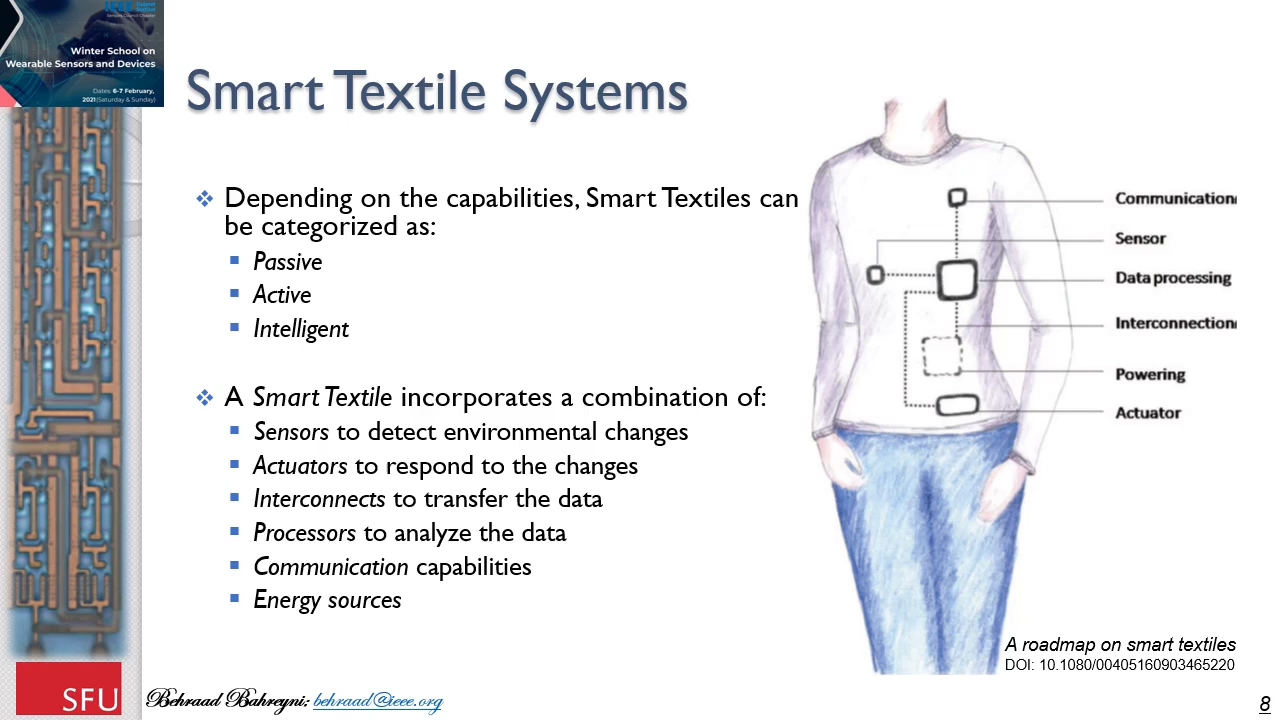 IEEE
Sensors Council Chapter
Winter School on
Wearable Sensors and Devices
Dates: 6-7 February,
2021(Saturday & Sunday)
Smart Textile Systems
Depending on the capabilities, Smart Textiles can
be categorized as:
Passive
Active
Intelligent
A Smart Textile incorporates a combination of:
Sensors to detect environmental changes
Actuators to respond to the changes
Interconnects to transfer the data
Processors to analyze the data
Communication capabilities
Energy sources
Communication
Sensor
Data processing
Interconnection
Powering
Actuator
A roadmap on smart textiles
DOI: 10.1080/00405160903465220
SFU
Behraad Bahreyni; behraad@ieee.org
8